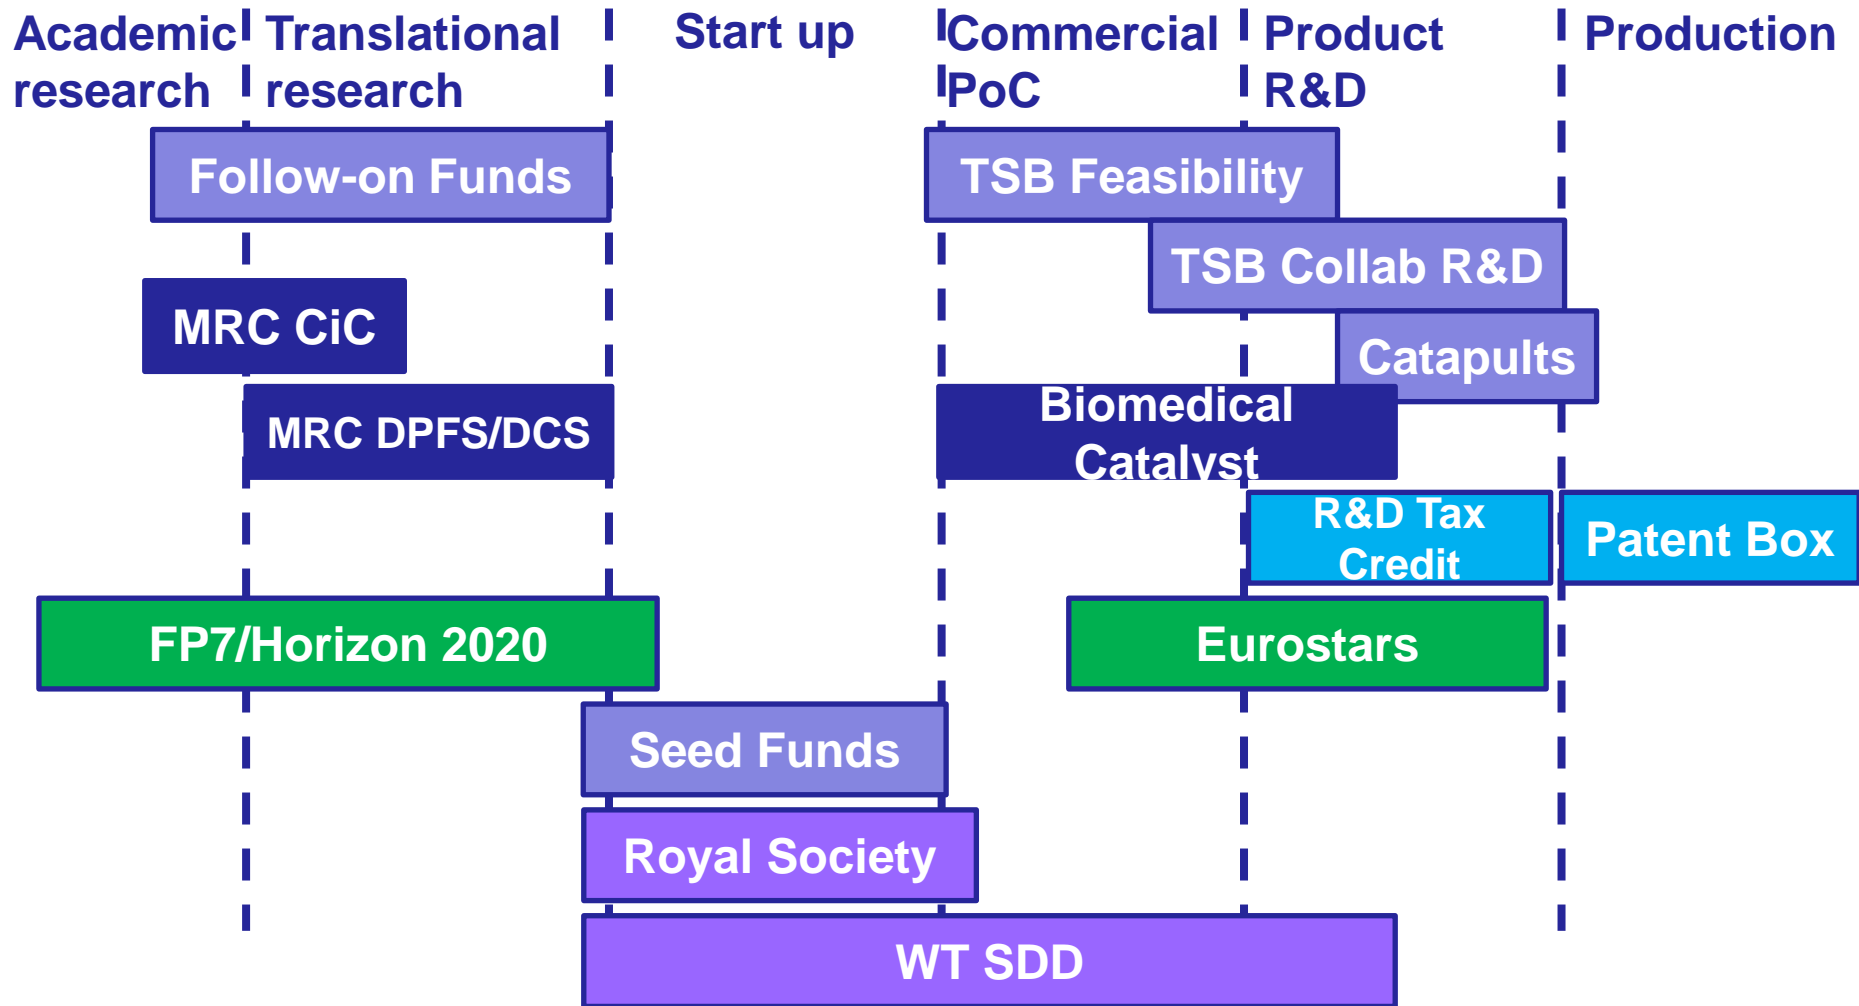 Academic
research
Translational
research
Start up
Commercial
PoC
Product
R&D
Production
Follow-on Funds
TSB Feasibility
TSB Collab R&D
MRC CiC
Catapults
MRC DPFS/DCS
Biomedical
Catalyst
R&D Tax
Credit
Patent Box
FP7/Horizon 2020
Eurostars
Seed Funds
Royal Society
WT SDD